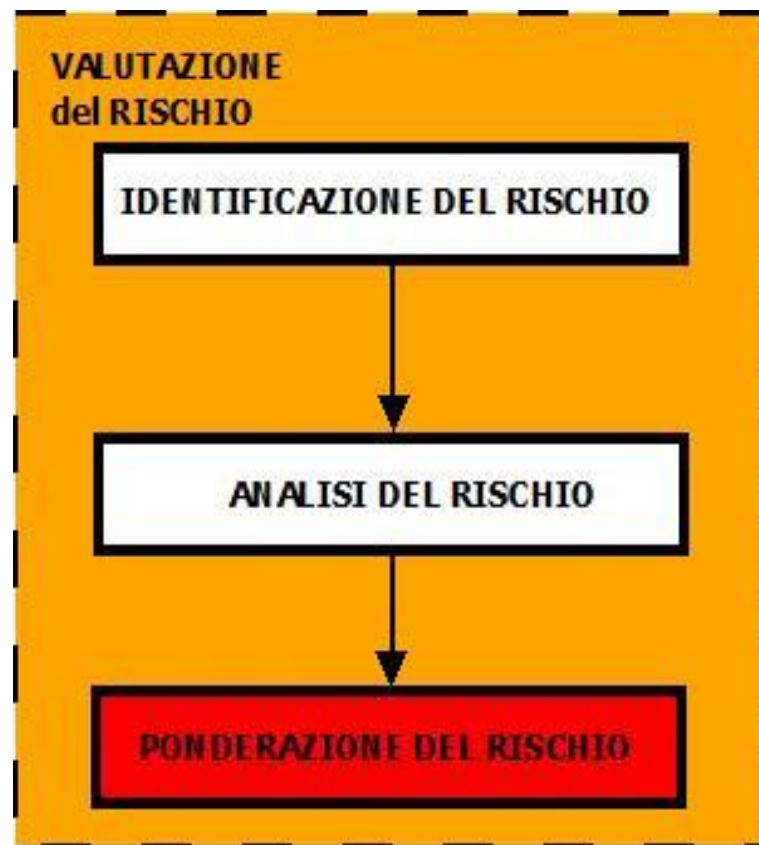 VALUTAZIONE
del RISCHIO
IDENTIFICAZIONE DEL RISCHIO
ANALISI DEL RISCHIO
PONDERAZIONE DEL RISCHIO